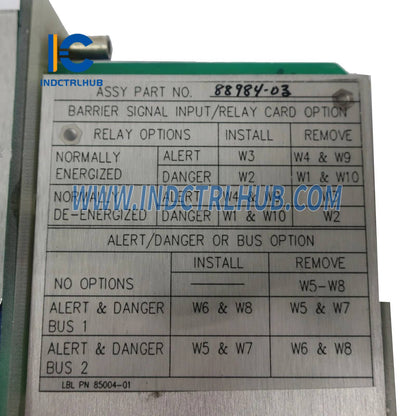 INDCTRLHUB
ASSY PART NO. 88984-03
BARRIER SIGNAL INPUT/RELAY CARD OPTION
RELAY OPTIONS INSTALL REMOVE
NORMALLY ENERGIZED ALERT W3 W4 & W9
DANGER W2 W1 & W10
WWW.INDCTRLHUB.COM
NORMALLY DE-ENERGIZED ALERT W4 & W9
DANGER W1 & W10 W2
ALERT/DANGER OR BUS OPTION
INSTALL REMOVE
NO OPTIONS ——— W5-W8
ALERT & DANGER BUS 1 W6 & W8 W5 & W7
ALERT & DANGER BUS 2 W5 & W7 W6 & W8
LBL PN 85004-01